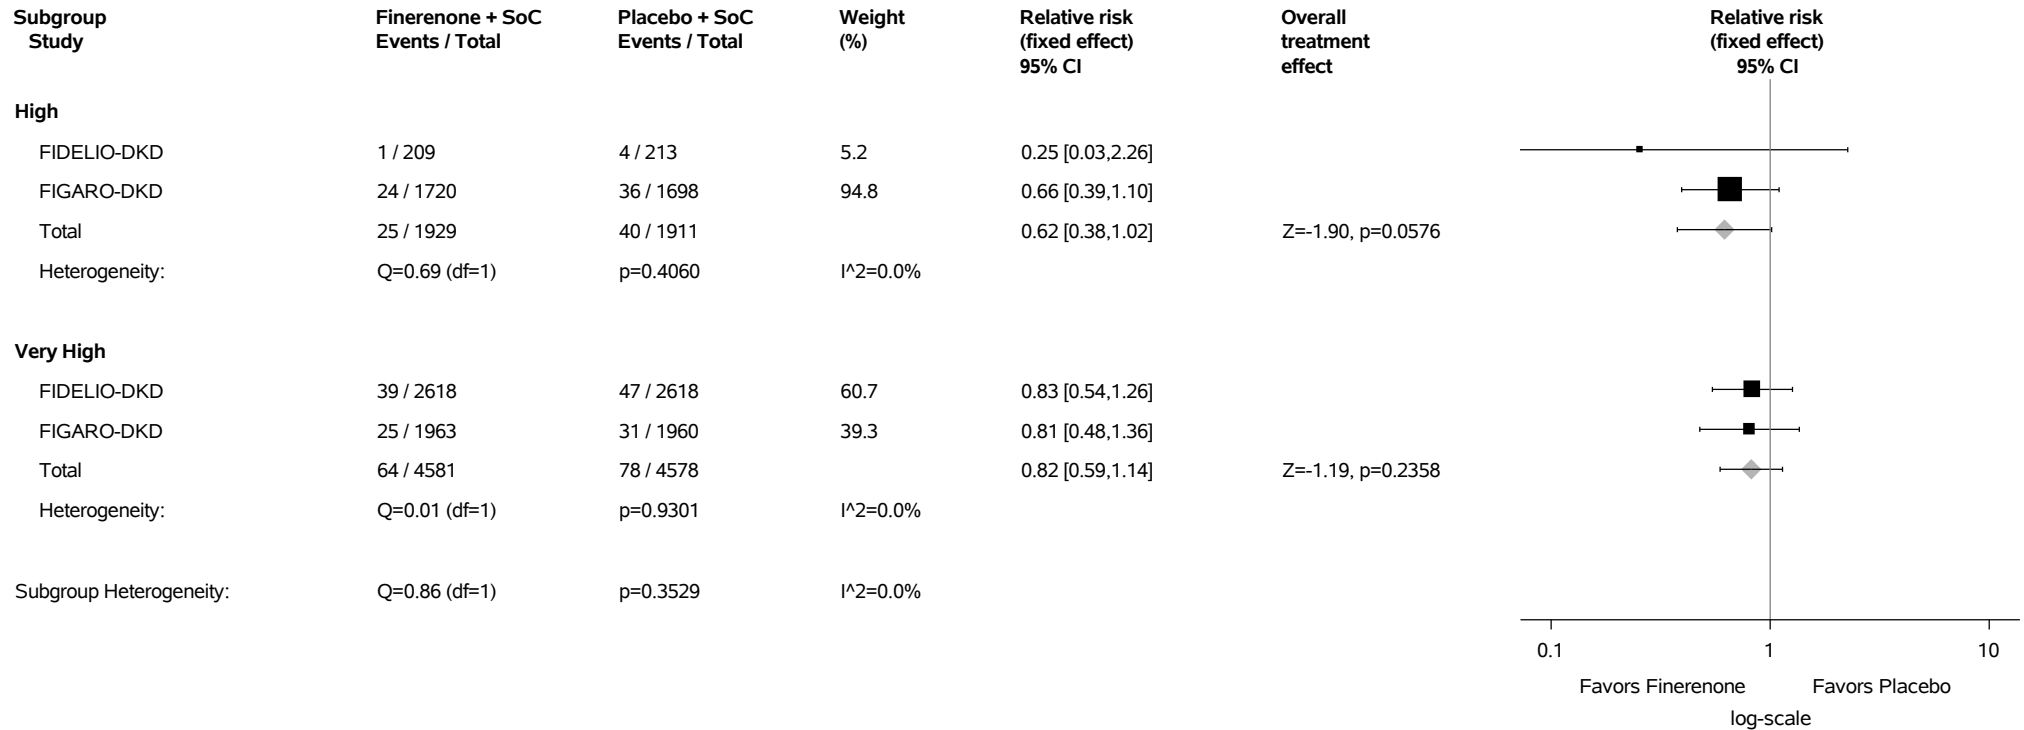 Subgroup Finerenone + SoC Placebo + SoC Weight Relative risk Overall Relative risk
Study Events / Total Events / Total (%) (fixed effect) treatment (fixed effect)
95% CI effect 95% CI
High
FIDELIO-DKD 1 / 209 4 / 213 5.2 0.25 [0.03,2.26]
FIGARO-DKD 24 / 1720 36 / 1698 94.8 0.66 [0.39,1.10]
Total 25 / 1929 40 / 1911 0.62 [0.38,1.02] Z=-1.90, p=0.0576
Heterogeneity: Q=0.69 (df=1) p=0.4060 I^2=0.0%
Very High
FIDELIO-DKD 39 / 2618 47 / 2618 60.7 0.83 [0.54,1.26]
FIGARO-DKD 25 / 1963 31 / 1960 39.3 0.81 [0.48,1.36]
Total 64 / 4581 78 / 4578 0.82 [0.59,1.14] Z=-1.19, p=0.2358
Heterogeneity: Q=0.01 (df=1) p=0.9301 I^2=0.0%
Subgroup Heterogeneity: Q=0.86 (df=1) p=0.3529 I^2=0.0%
0.1 1 10
Favors Finerenone Favors Placebo
log-scale